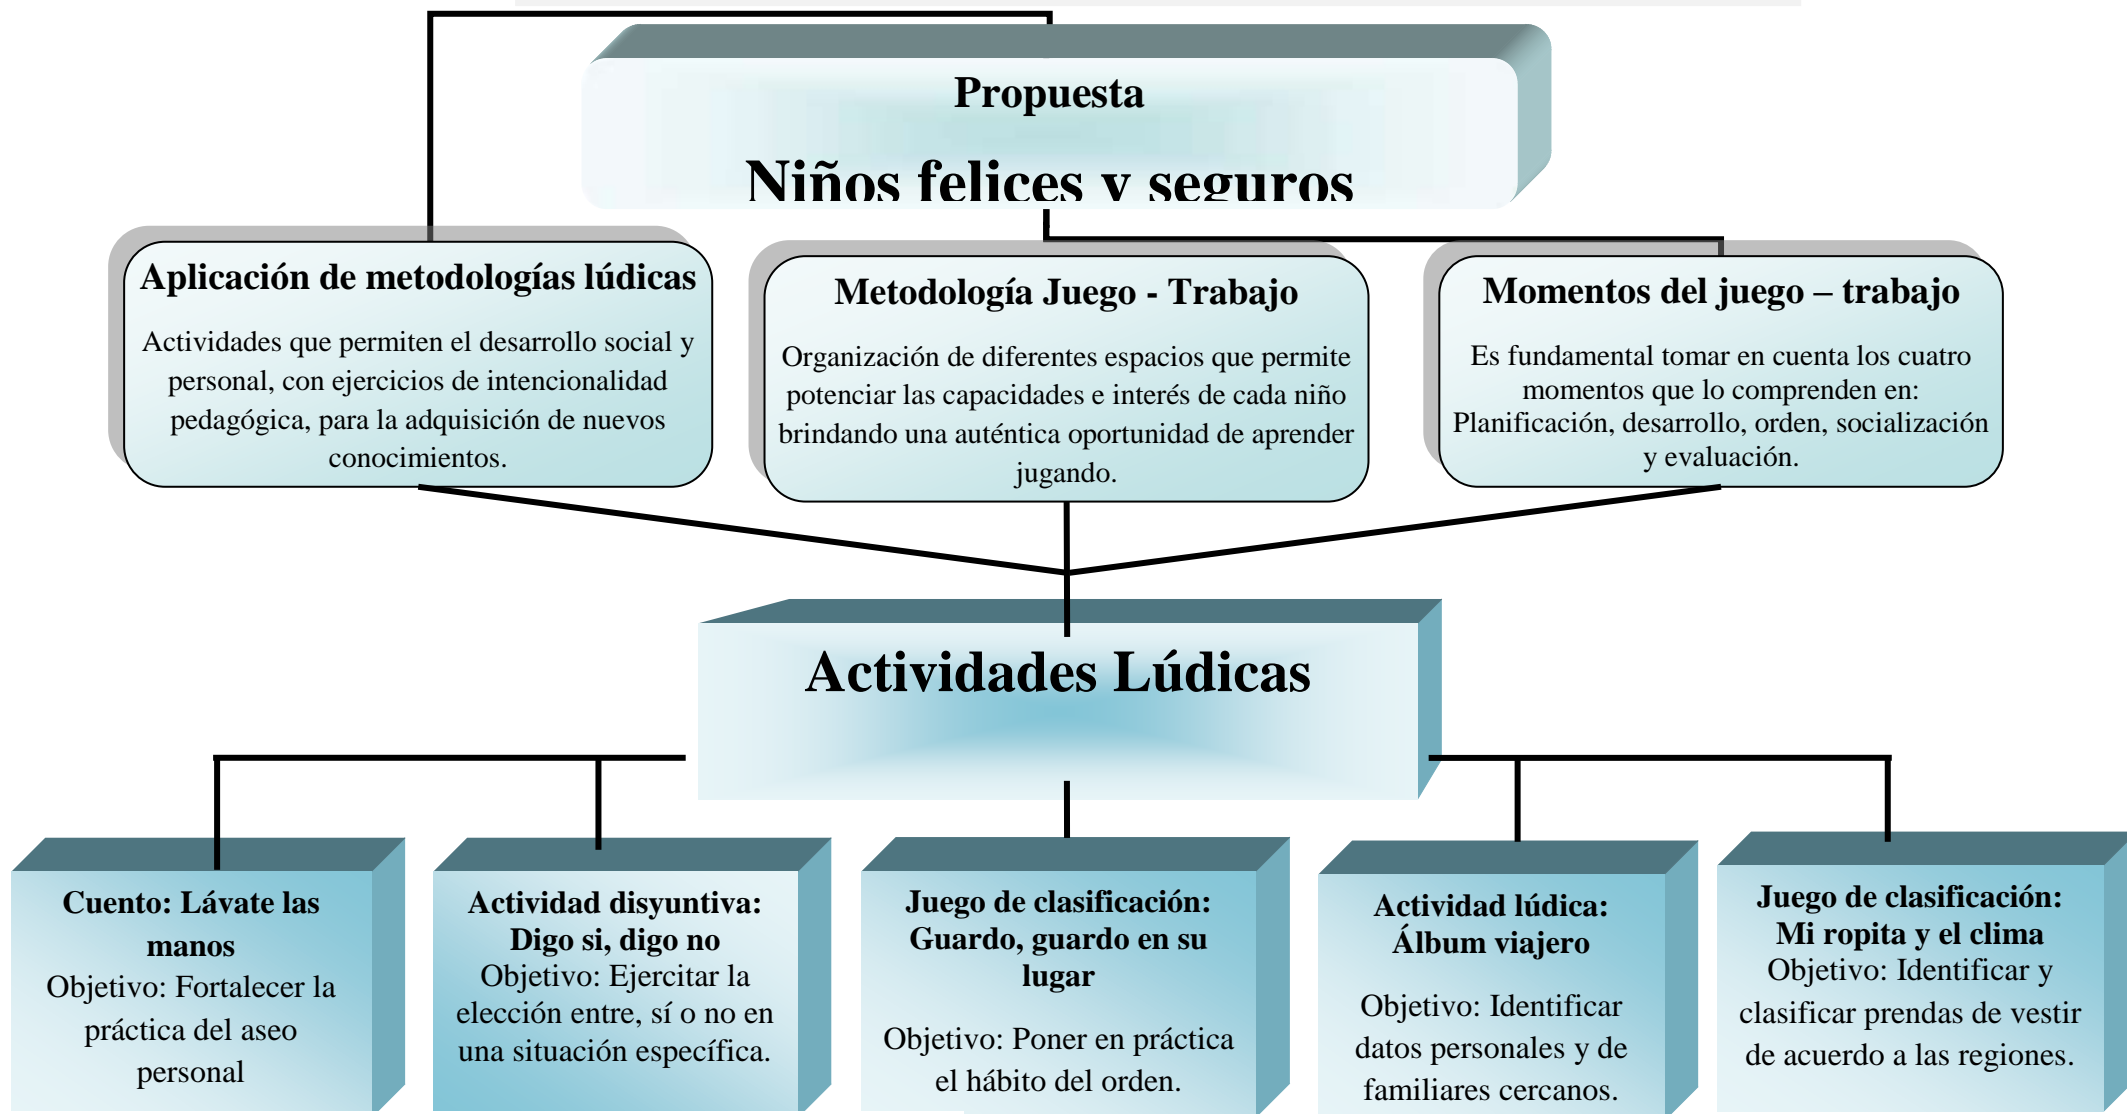 Propuesta
Niños felices y seguros
Aplicación de metodologías lúdicas
Actividades que permiten el desarrollo social y
personal, con ejercicios de intencionalidad
pedagógica, para la adquisición de nuevos
conocimientos.
Metodología Juego - Trabajo
Organización de diferentes espacios que permite
potenciar las capacidades e interés de cada niño
brindando una auténtica oportunidad de aprender
jugando.
Momentos del juego – trabajo
Es fundamental tomar en cuenta los cuatro
momentos que lo comprenden en:
Planificación, desarrollo, orden, socialización
y evaluación.
Actividades Lúdicas
Cuento: Lávate las
manos
Objetivo: Fortalecer la
práctica del aseo
personal
Actividad disyuntiva:
Digo si, digo no
Objetivo: Ejercitar la
elección entre, sí o no en
una situación específica.
Juego de clasificación:
Guardo, guardo en su
lugar
Objetivo: Poner en práctica
el hábito del orden.
Actividad lúdica:
Álbum viajero
Objetivo: Identificar
datos personales y de
familiares cercanos.
Juego de clasificación:
Mi ropita y el clima
Objetivo: Identificar y
clasificar prendas de vestir
de acuerdo a las regiones.